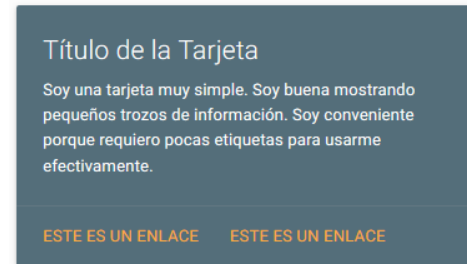 Título de la Tarjeta
Soy una tarjeta muy simple. Soy buena mostrando
pequeños trozos de información. Soy conveniente
porque requiero pocas etiquetas para usarme
efectivamente.
ESTE ES UN ENLACE ESTE ES UN ENLACE